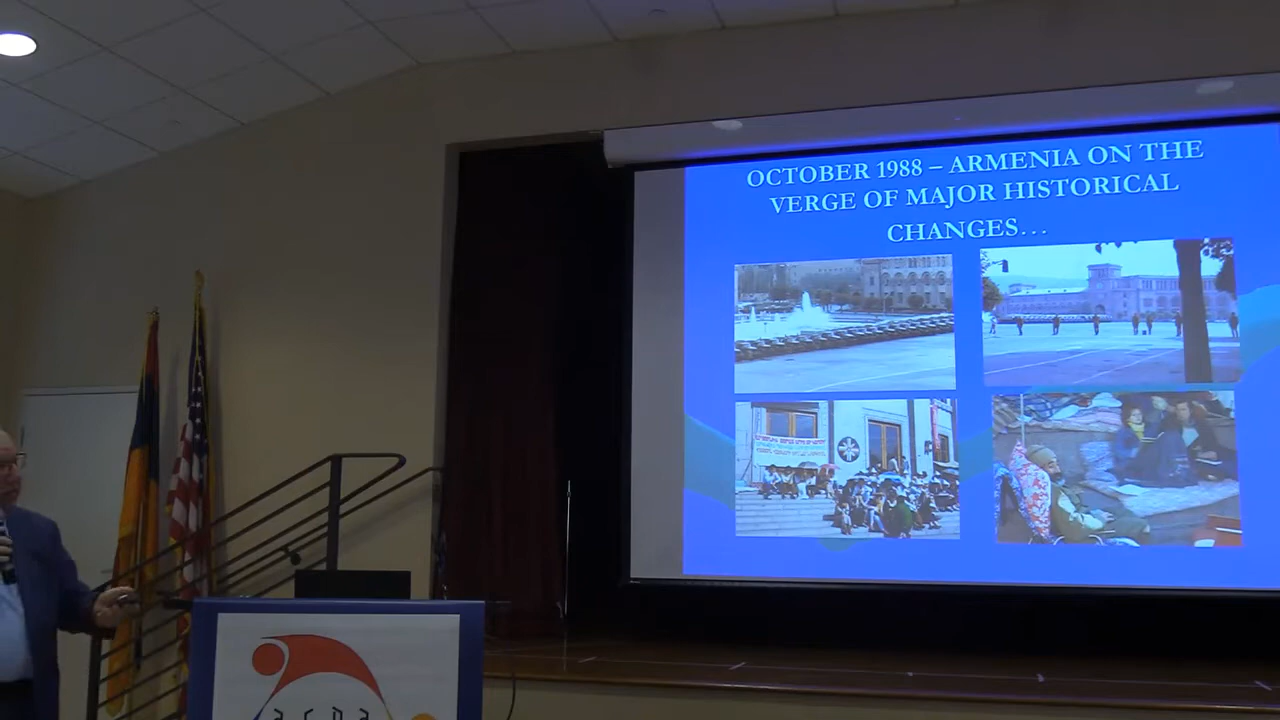 OCTOBER 1988 – ARMENIA ON THE
VERGE OF MAJOR HISTORICAL
CHANGES...